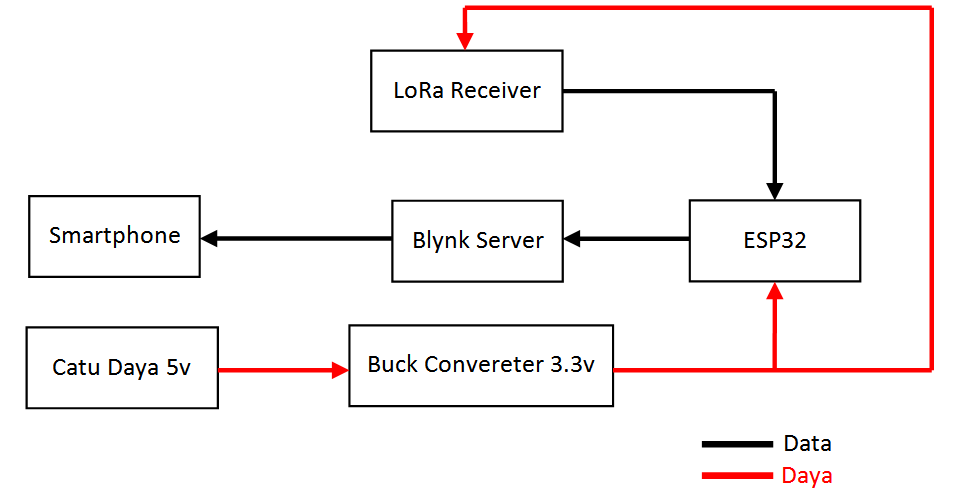 LoRa Receiver
Smartphone
Blynk Server
ESP32
Catu Daya 5v
Buck Convereter 3.3v
Data
Daya